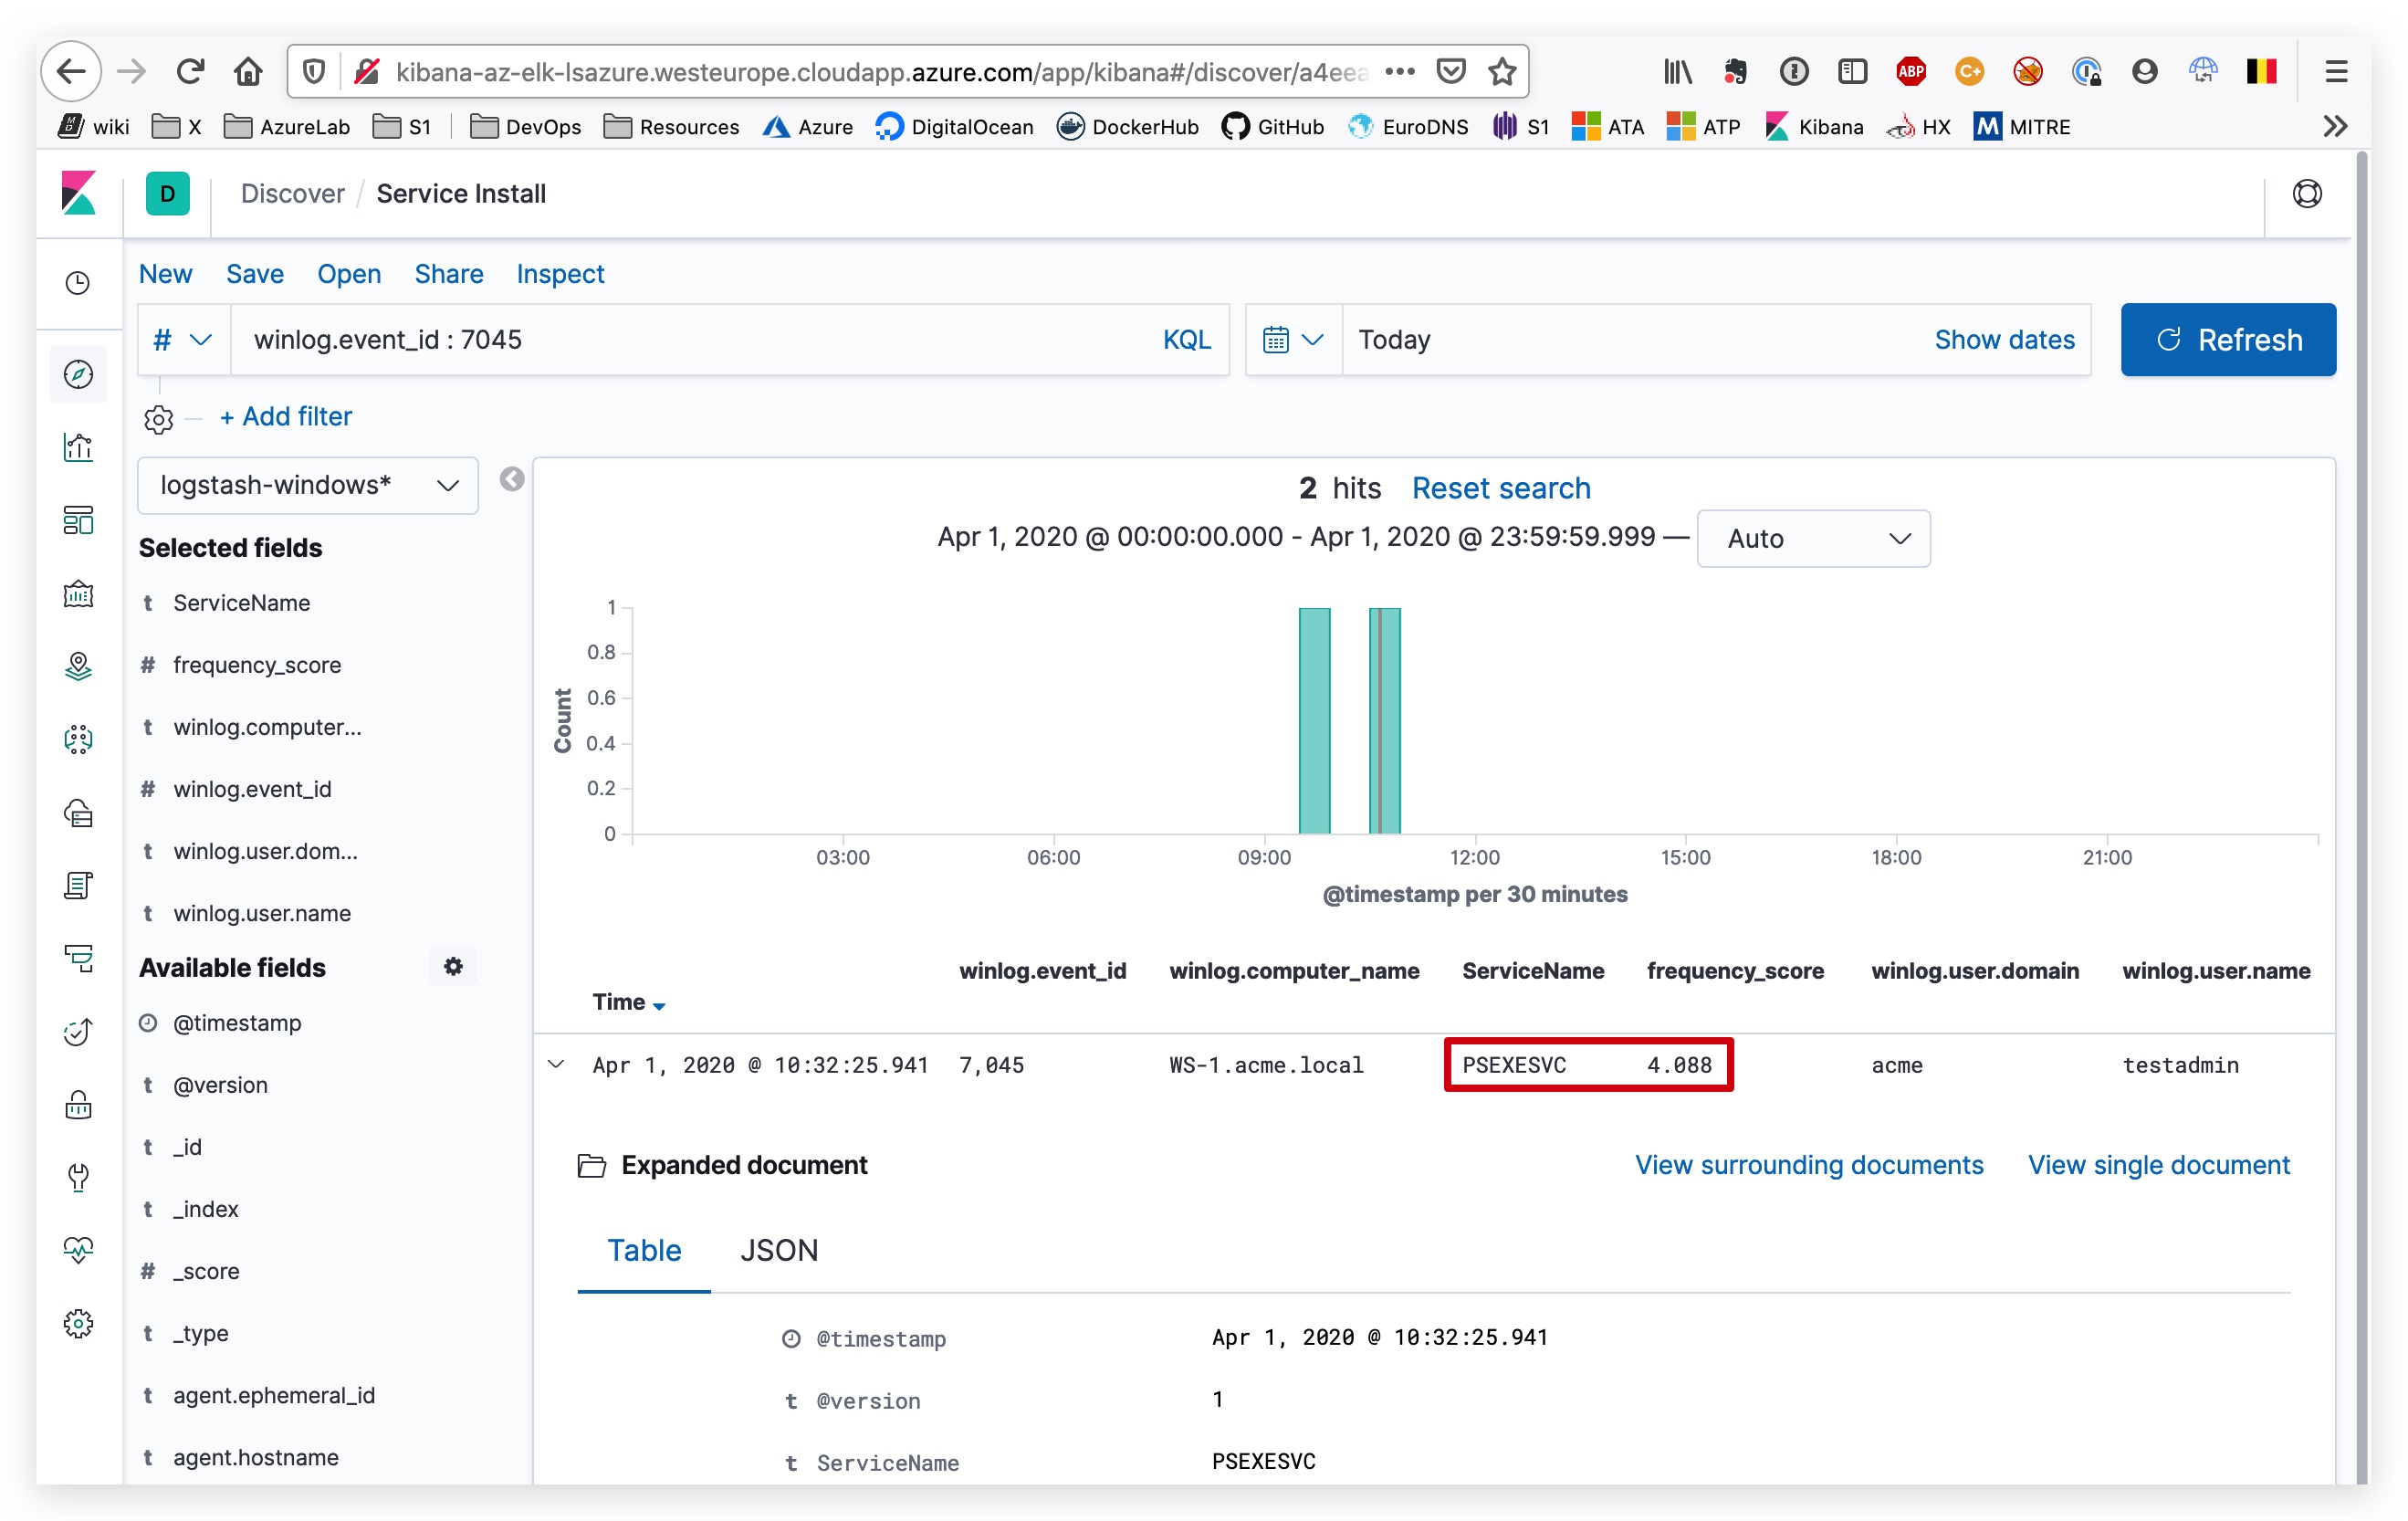 kibana-az-elk-lsazure.westeurope.cloudapp.azure.com/app/kibana#/discover/a4eea
ABP
C+
wiki X AzureLab S1 DevOps Resources Azure DigitalOcean DockerHub GitHub EuroDNS S1 ATA ATP Kibana HX M MITRE
D Discover / Service Install
New Save Open Share Inspect
# winlog.event_id : 7045 KQL Today Show dates Refresh
+ Add filter
logstash-windows*
2 hits Reset search
Apr 1, 2020 @ 00:00:00.000 - Apr 1, 2020 @ 23:59:59.999 — Auto
Selected fields
t ServiceName
# frequency_score
t winlog.computer...
# winlog.event_id
t winlog.user.dom...
t winlog.user.name
Available fields
t @version
@timestamp
t _id
t _index
# _score
t _type
t agent.ephemeral_id
t agent.hostname
Count
1
0.8
0.6
0.4
0.2
0
03:00 06:00 09:00 12:00 15:00 18:00 21:00
@timestamp per 30 minutes
Time winlog.event_id winlog.computer_name ServiceName frequency_score winlog.user.domain winlog.user.name
Apr 1, 2020 @ 10:32:25.941 7,045 WS-1.acme.local PSEXESVC 4.088 acme testadmin
Expanded document View surrounding documents View single document
Table JSON
@timestamp Apr 1, 2020 @ 10:32:25.941
t @version 1
t ServiceName PSEXESVC